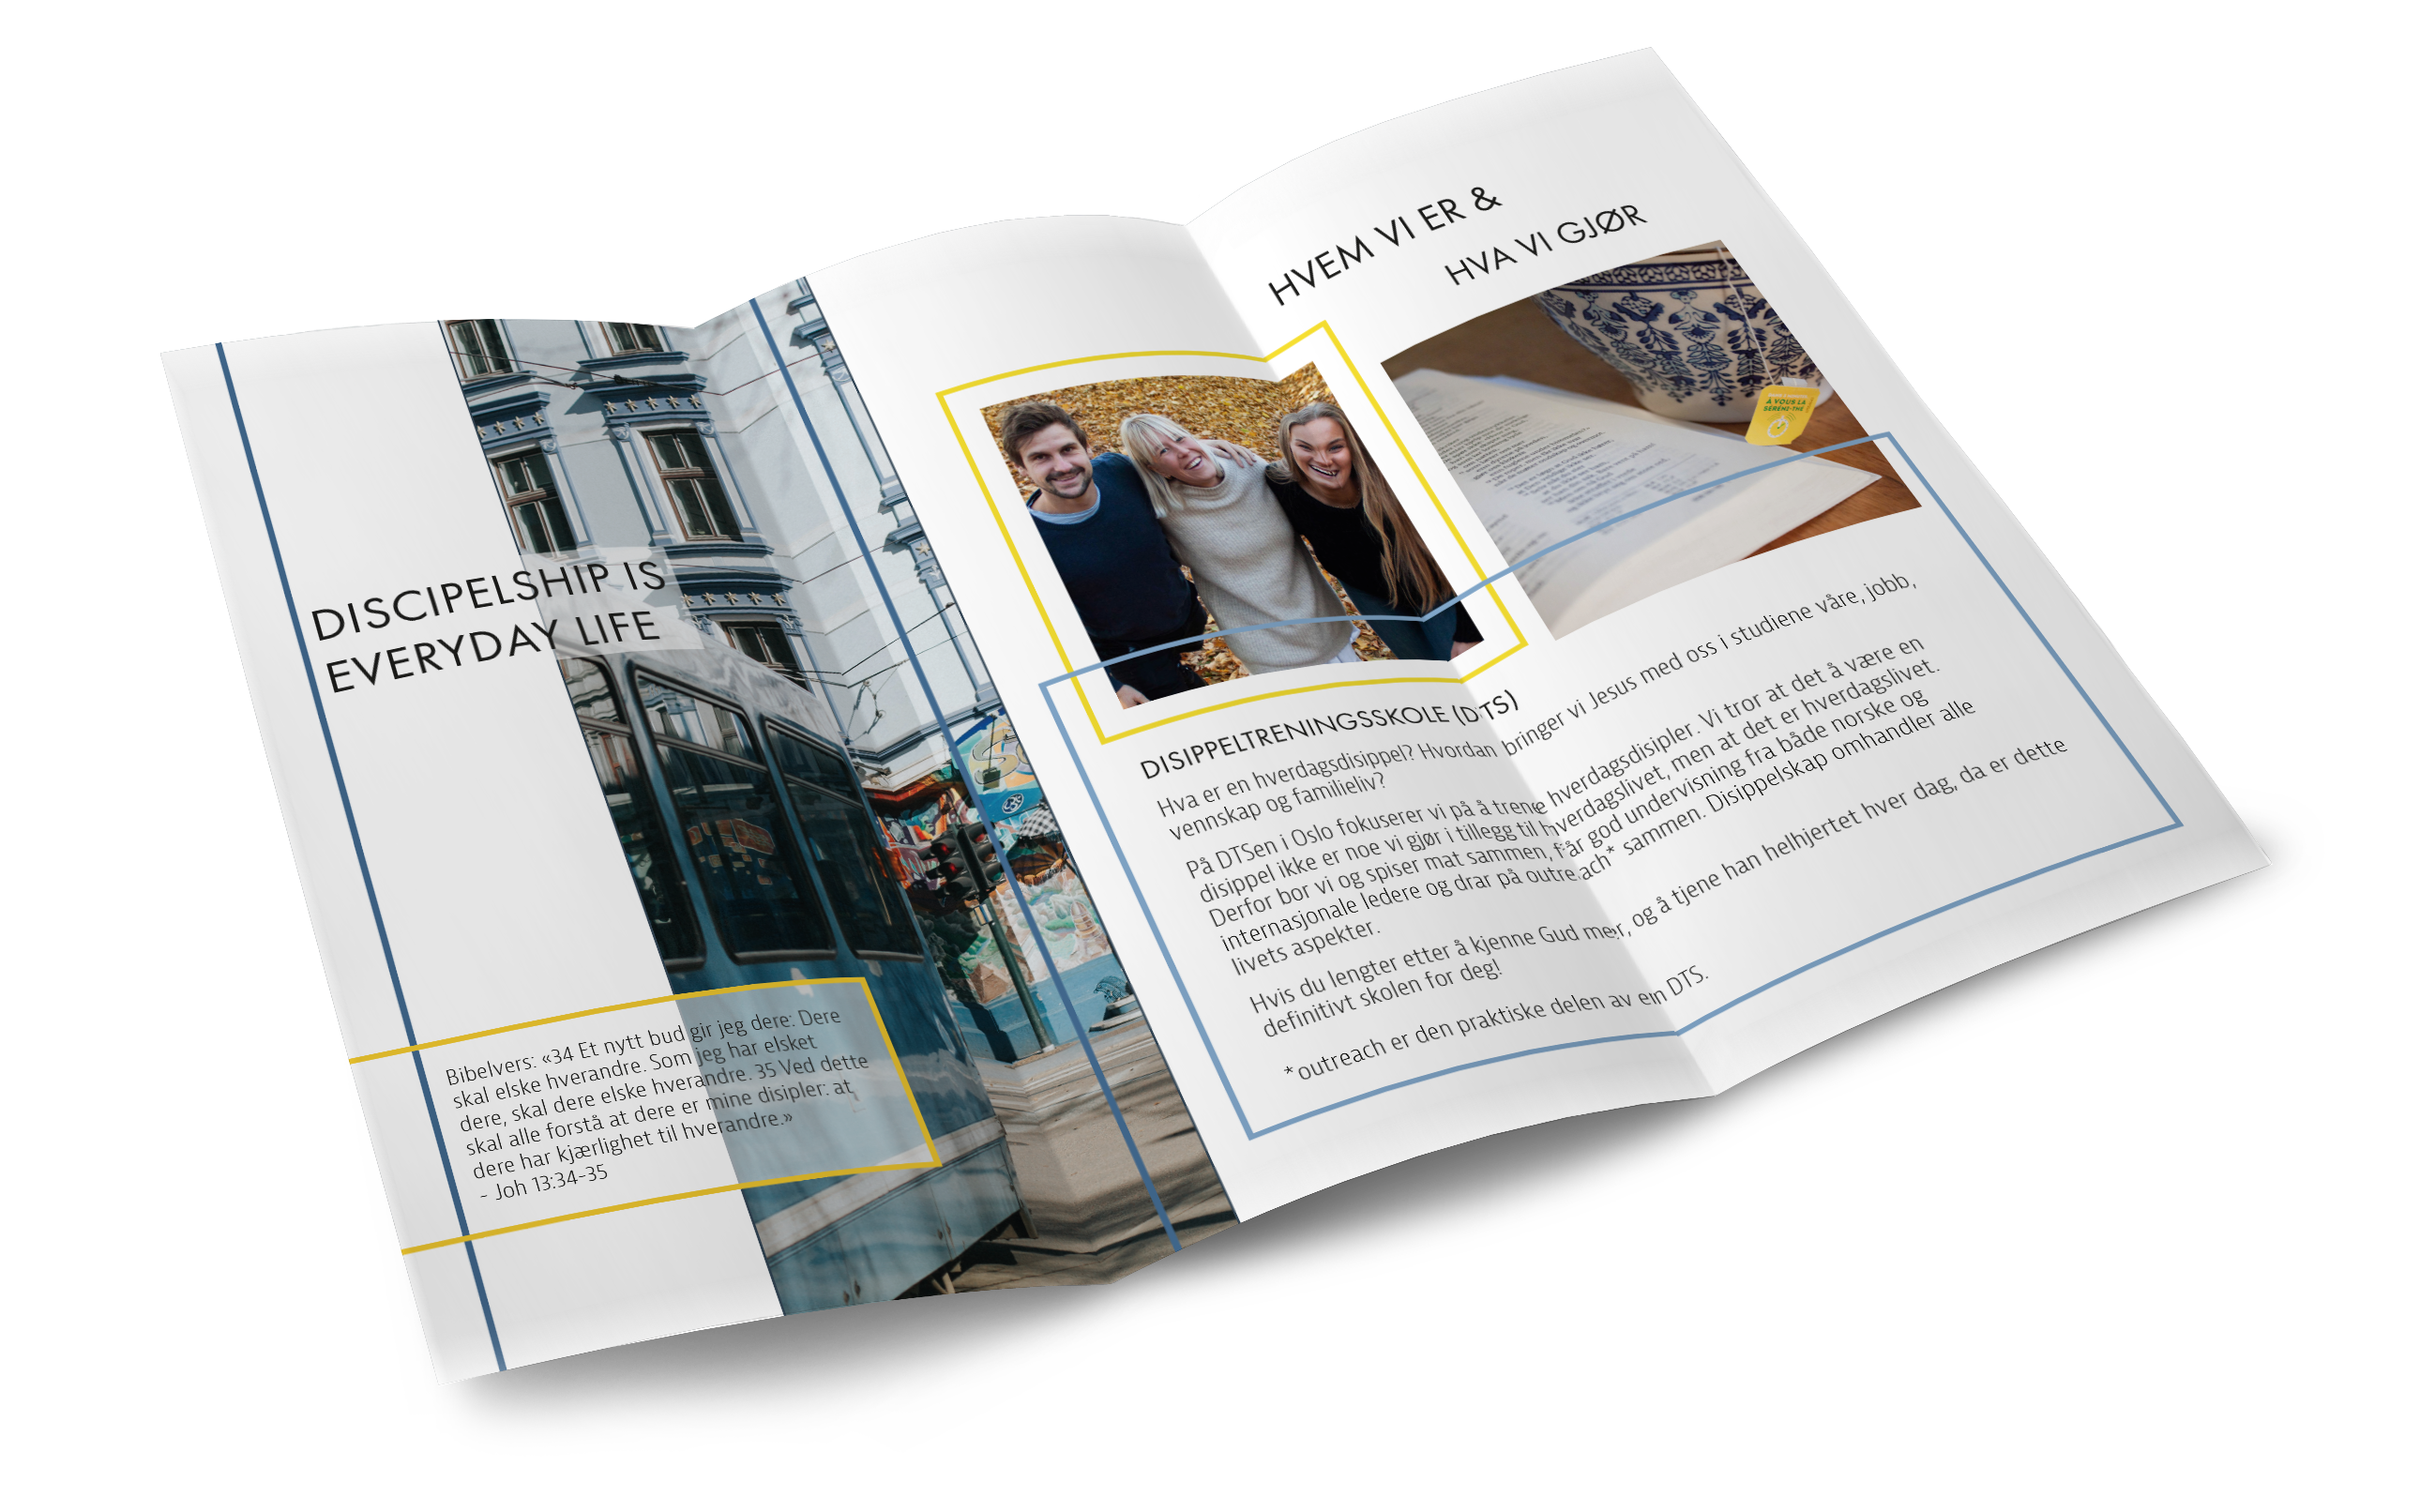 DISCIPELSHIP IS
EVERYDAY LIFE
Bibelvers: «34 Et nytt bud gir jeg dere: Dere
skal elske hverandre. Som jeg har elsket
dere, skal dere elske hverandre. 35 Ved dette
skal alle forstå at dere er mine disipler: at
dere har kjærlighet til hverandre.»
~ Joh 13:34-35
HVEM VI ER &
HVA VI GJØR
À VOUS LA
SÉRÉNI-THÉ
DISIPPELTRENINGSSKOLE (DTS)
Hva er en hverdagsdisippel? Hvordan bringer vi Jesus med oss i studiene våre, jobb,
vennskap og familieliv?
På DTSen i Oslo fokuserer vi på å trene hverdagsdisipler. Vi tror at det å være en
disippel ikke er noe vi gjør i tillegg til hverdagslivet, men at det er hverdagslivet.
Derfor bor vi og spiser mat sammen, får god undervisning fra både norske og
internasjonale ledere og drar på outreach* sammen. Disippelskap omhandler alle
livets aspekter.
Hvis du lengter etter å kjenne Gud mer, og å tjene han helhjertet hver dag, da er dette
definitivt skolen for deg!
*outreach er den praktiske delen av ein DTS.